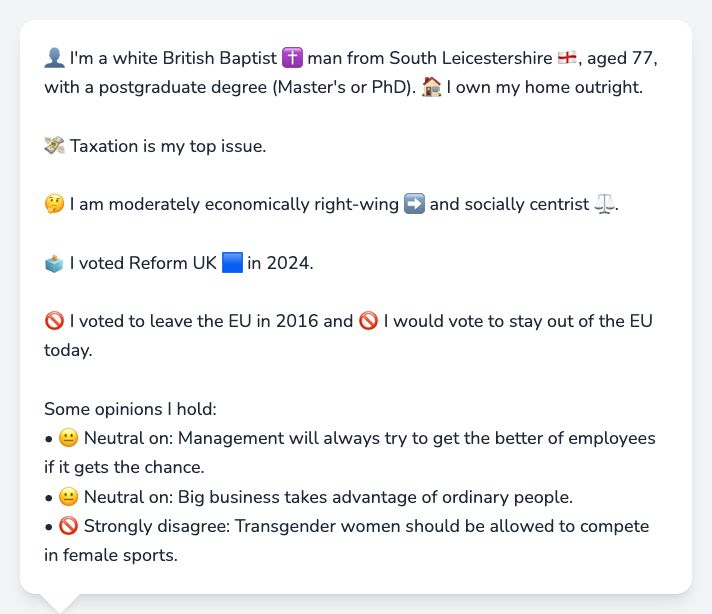 👤 I'm a white British Baptist ✝️ man from South Leicestershire 🏴󠁧󠁢󠁥󠁮󠁧󠁿, aged 77,
with a postgraduate degree (Master's or PhD). 🏠 I own my home outright.
💸 Taxation is my top issue.
🤔 I am moderately economically right-wing ➡️ and socially centrist ⚖️.
🗳️ I voted Reform UK 🟦 in 2024.
🚫 I voted to leave the EU in 2016 and 🚫 I would vote to stay out of the EU
today.
Some opinions I hold:
• 😐 Neutral on: Management will always try to get the better of employees
if it gets the chance.
• 😐 Neutral on: Big business takes advantage of ordinary people.
• 🚫 Strongly disagree: Transgender women should be allowed to compete
in female sports.